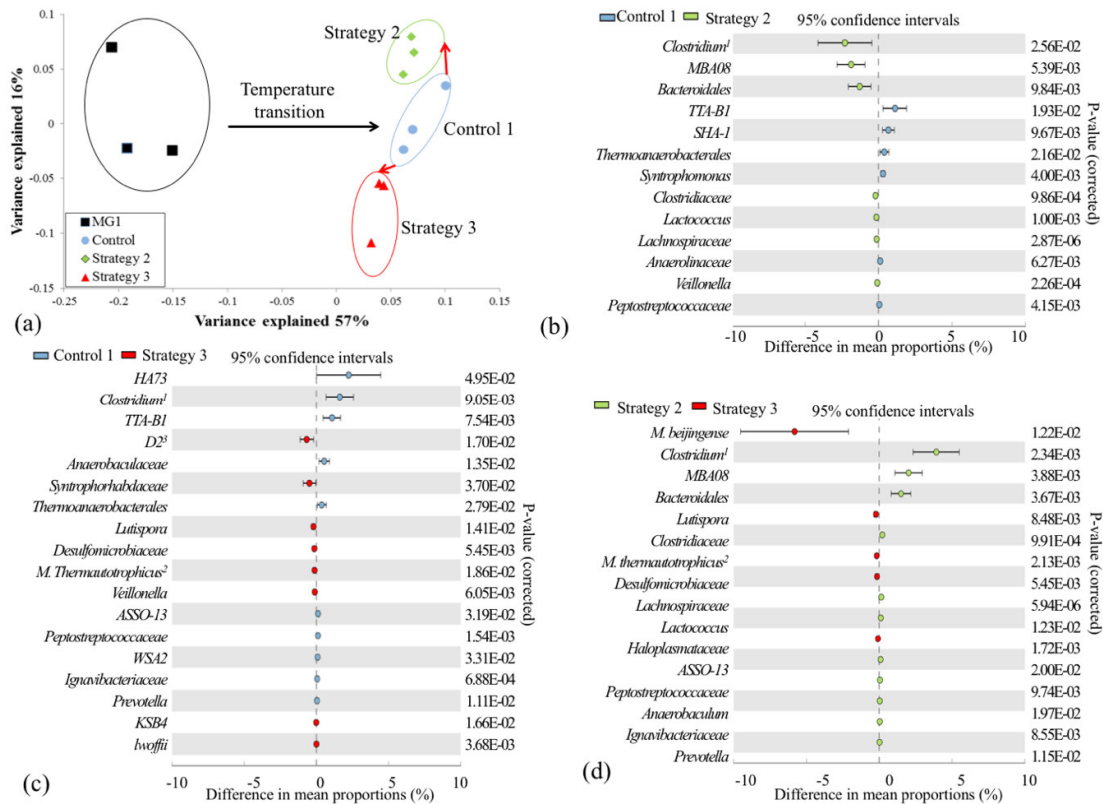 0.1
0.05
0
-0.05
-0.1
-0.15
Variance explained 16%
Strategy 2
Temperature
transition
Control 1
Strategy 3
MG1
Control
Strategy 2
Strategy 3
-0.25 -0.2 -0.15 -0.1 -0.05 0 0.05 0.1 0.15
Variance explained 57%
(a)
Control 1 Strategy 2
95% confidence intervals
Clostridium¹ 2.56E-02
MBA08 5.39E-03
Bacteroidales 9.84E-03
TTA-B1 1.93E-02
SHA-1 9.67E-03
Thermoanaerobacterales 2.16E-02
Syntrophomonas 4.00E-03
Clostridiaceae 9.86E-04
Lactococcus 1.00E-03
Lachnospiraceae 2.87E-06
Anaerolinaceae 6.27E-03
Veillonella 2.26E-04
Peptostreptococcaceae 4.15E-03
P-value (corrected)
-10 -5 0 5 10
Difference in mean proportions (%)
(b)
Control 1 Strategy 3 95% confidence intervals
HA73 4.95E-02
Clostridium¹ 9.05E-03
TTA-B1 7.54E-03
D2³ 1.70E-02
Anaerobaculaceae 1.35E-02
Syntrophorhabdaceae 3.70E-02
Thermoanaerobacterales 2.79E-02
Lutispora 1.41E-02
Desulfomicrobiaceae 5.45E-03
M. Thermautotrophicus² 1.86E-02
Veillonella 6.05E-03
ASSO-13 3.19E-02
Peptostreptococcaceae 1.54E-03
WSA2 3.31E-02
Ignavibacteriaceae 6.88E-04
Prevotella 1.11E-02
KSB4 1.66E-02
lwoffii 3.68E-03
P-value (corrected)
-10 -5 0 5 10
Difference in mean proportions (%)
(c)
Strategy 2 Strategy 3 95% confidence intervals
M. beijingense 1.22E-02
Clostridium¹ 2.34E-03
MBA08 3.88E-03
Bacteroidales 3.67E-03
Lutispora 8.48E-03
Clostridiaceae 9.91E-04
M. thermautotrophicus² 2.13E-03
Desulfomicrobiaceae 5.45E-03
Lachnospiraceae 5.94E-06
Lactococcus 1.23E-02
Haloplasmataceae 1.72E-03
ASSO-13 2.00E-02
Peptostreptococcaceae 9.74E-03
Anaerobaculum 1.97E-02
Ignavibacteriaceae 8.55E-03
Prevotella 1.15E-02
P-value (corrected)
-10 -5 0 5 10
Difference in mean proportions (%)
(d)